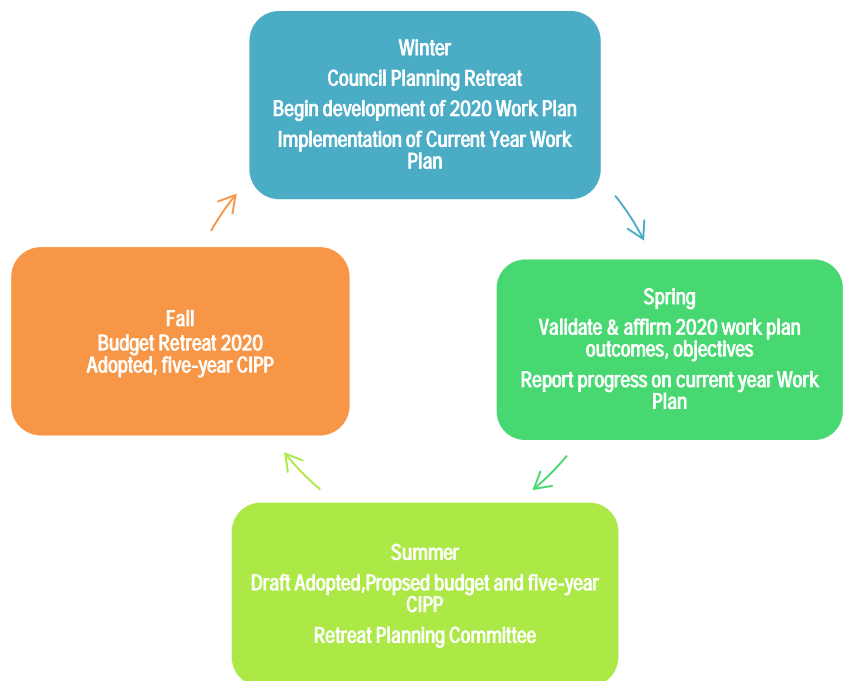 Winter
Council Planning Retreat
Begin development of 2020 Work Plan
Implementation of Current Year Work
Plan
Spring
Validate & affirm 2020 work plan
outcomes, objectives
Report progress on current year Work
Plan
Summer
Draft Adopted,Propsed budget and five-year
CIPP
Retreat Planning Committee
Fall
Budget Retreat 2020
Adopted, five-year CIPP